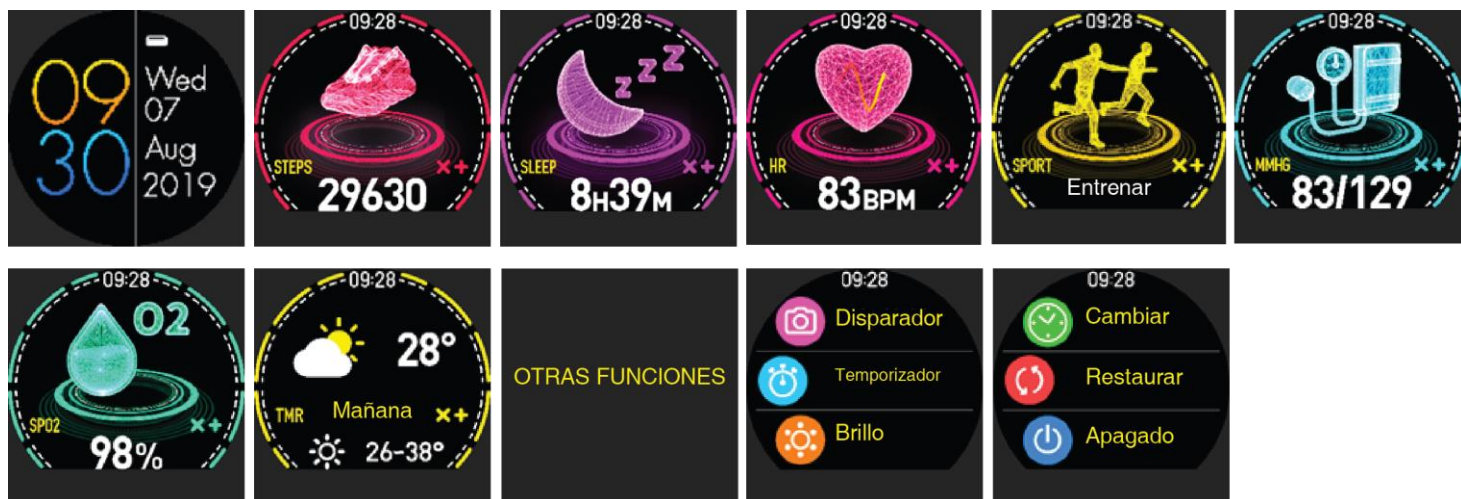 09
30
Wed
07
Aug
2019
09:28
STEPS
29630
09:28
z z z
SLEEP
8H39M
09:28
HR
83BPM
09:28
SPORT
Entrenar
09:28
MMHG
83/129
09:28
O2
SPO2
98%
09:28
28°
TMR
Mañana
26-38°
OTRAS FUNCIONES
09:28
Disparador
Temporizador
Brillo
09:28
Cambiar
Restaurar
Apagado